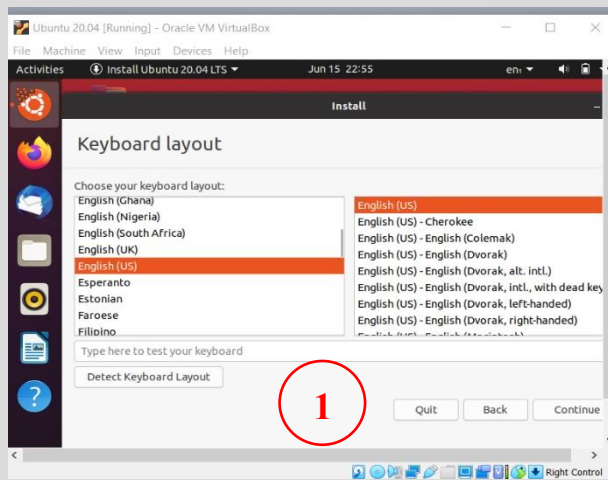 Ubuntu 20.04 [Running] - Oracle VM VirtualBox
File Machine View Input Devices Help
Activities Install Ubuntu 20.04 LTS Jun 15 22:55 en₁
Install
Keyboard layout
Choose your keyboard layout:
English (Ghana)
English (Nigeria)
English (South Africa)
English (UK)
English (US)
Esperanto
Estonian
Faroese
Filipino
English (US)
English (US) - Cherokee
English (US) - English (Colemak)
English (US) - English (Dvorak)
English (US) - English (Dvorak, alt. intl.)
English (US) - English (Dvorak, intl., with dead key
English (US) - English (Dvorak, left-handed)
English (US) - English (Dvorak, right-handed)
English (US) - English (Macintosh)
Type here to test your keyboard
Detect Keyboard Layout
1
Quit Back Continue
Right Control